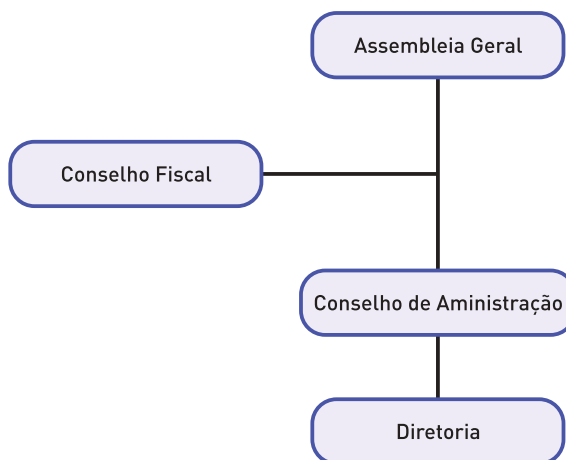 Assembleia Geral
Conselho Fiscal
Conselho de Aministração
Diretoria